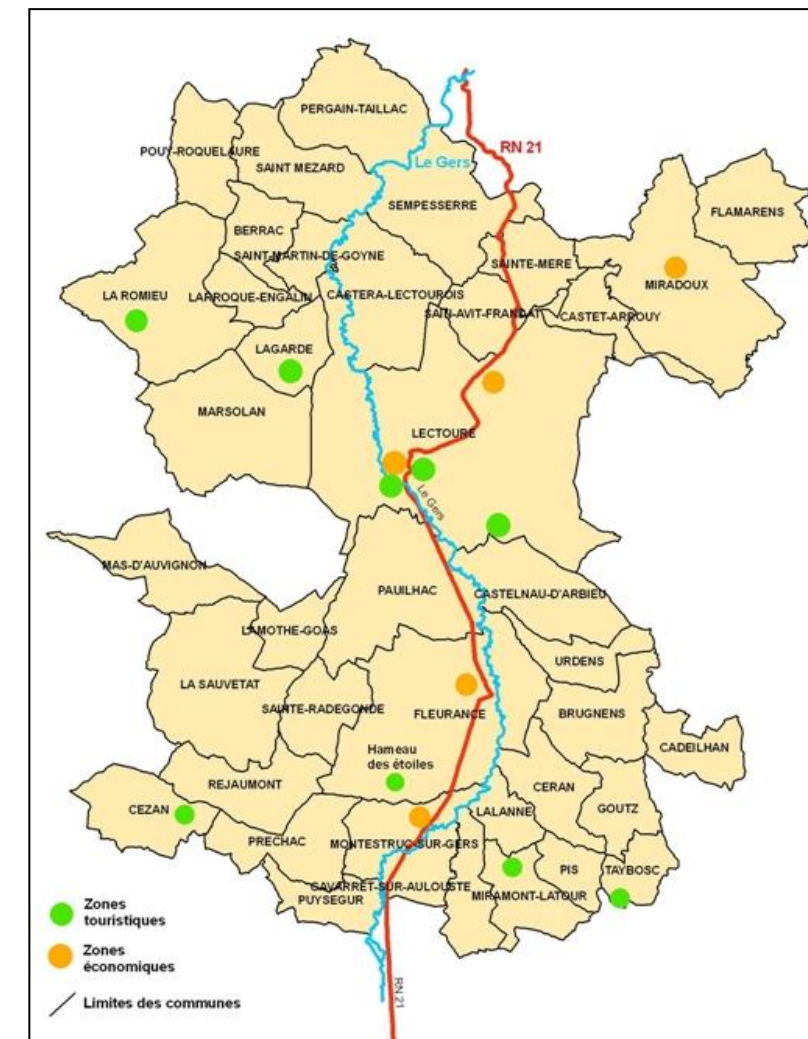 PERGAIN-TAILLAC
RN 21
POUY-ROQUELAURE
Le Gers
SAINT MEZARD
SEMPESSERRE
FLAMARENS
BERRAC
SAINT-MARTIN-DE-GOYNE
SAINTE-MERE
MIRADOUX
LA ROMIEU
LARROQUE-ENGALIN
CASTERA-LECTOUROIS
SAIN-AVIT-FRANDAT
CASTET-ARROUY
LAGARDE
MARSOLAN
LECTOURE
Le Gers
MAS-D'AUVIGNON
PAUILHAC
CASTELNAU-D'ARBIEU
LAMOTHE-GOAS
URDENS
LA SAUVETAT
SAINTE-RADEGONDE
FLEURANCE
BRUGNENS
CADEILHAN
Hameau
des étoiles
REJAUMONT
CERAN
CEZAN
LALANNE
GOUTZ
PRECHAC
MONTESTRUC-SUR-GERS
PIS
TAYBOSC
GAVARRET-SUR-AULOUSTE
PUYSEGUR
MIRAMONT-LATOUR
Zones
touristiques
Zones
économiques
Limites des communes
RN 21